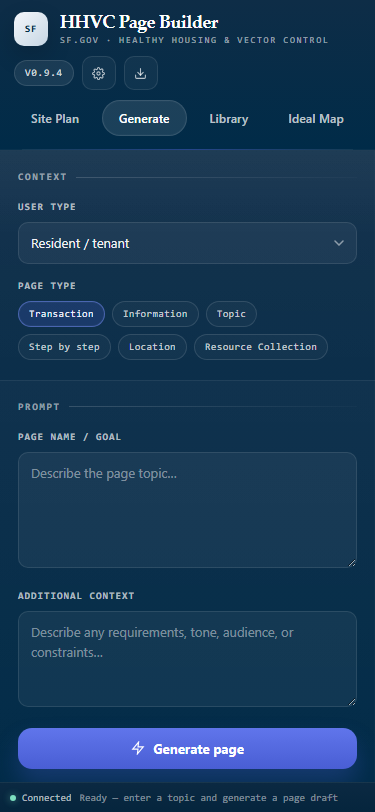 SF
HHVC Page Builder
SF.GOV · HEALTHY HOUSING & VECTOR CONTROL
V0.9.4
Site Plan Generate Library Ideal Map
CONTEXT
USER TYPE
Resident / tenant
PAGE TYPE
Transaction Information Topic
Step by step Location Resource Collection
PROMPT
PAGE NAME / GOAL
Describe the page topic...
ADDITIONAL CONTEXT
Describe any requirements, tone, audience, or
constraints...
Generate page
Connected Ready — enter a topic and generate a page draft